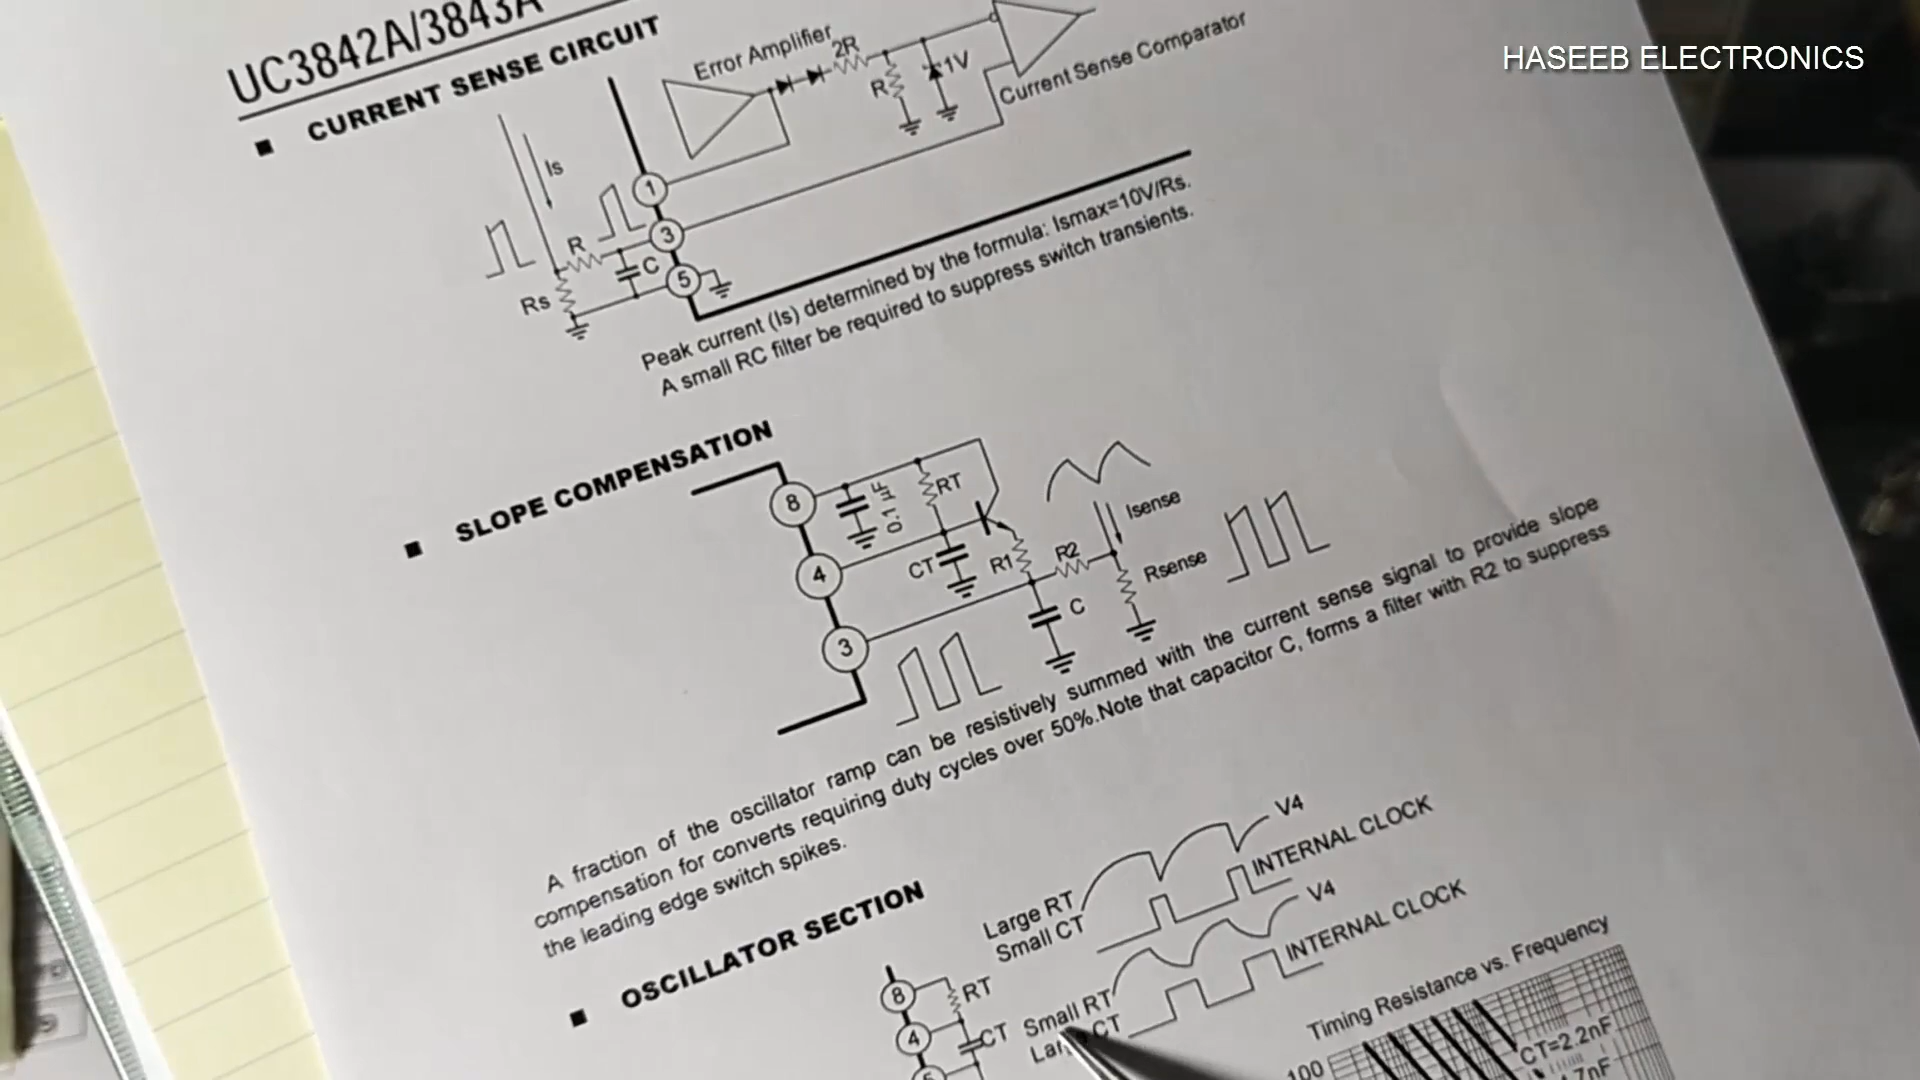 HASEEB ELECTRONICS
UC3842A/3843A
CURRENT SENSE CIRCUIT
Error Amplifier
2R
R
1V
Current Sense Comparator
Is
1
R
3
C
5
Rs
Peak current (Is) determined by the formula: Ismax=10V/Rs.
A small RC filter be required to suppress switch transients.
SLOPE COMPENSATION
8
0.1µF
RT
Isense
4
CT
R1
R2
Rsense
C
3
A fraction of the oscillator ramp can be resistively summed with the current sense signal to provide slope
compensation for converts requiring duty cycles over 50%.Note that capacitor C, forms a filter with R2 to suppress
the leading edge switch spikes.
OSCILLATOR SECTION
Large RT
Small CT
V4
INTERNAL CLOCK
V4
INTERNAL CLOCK
8
RT
4
CT
Small RT
CT
Timing Resistance vs. Frequency
100
CT=2.2nF